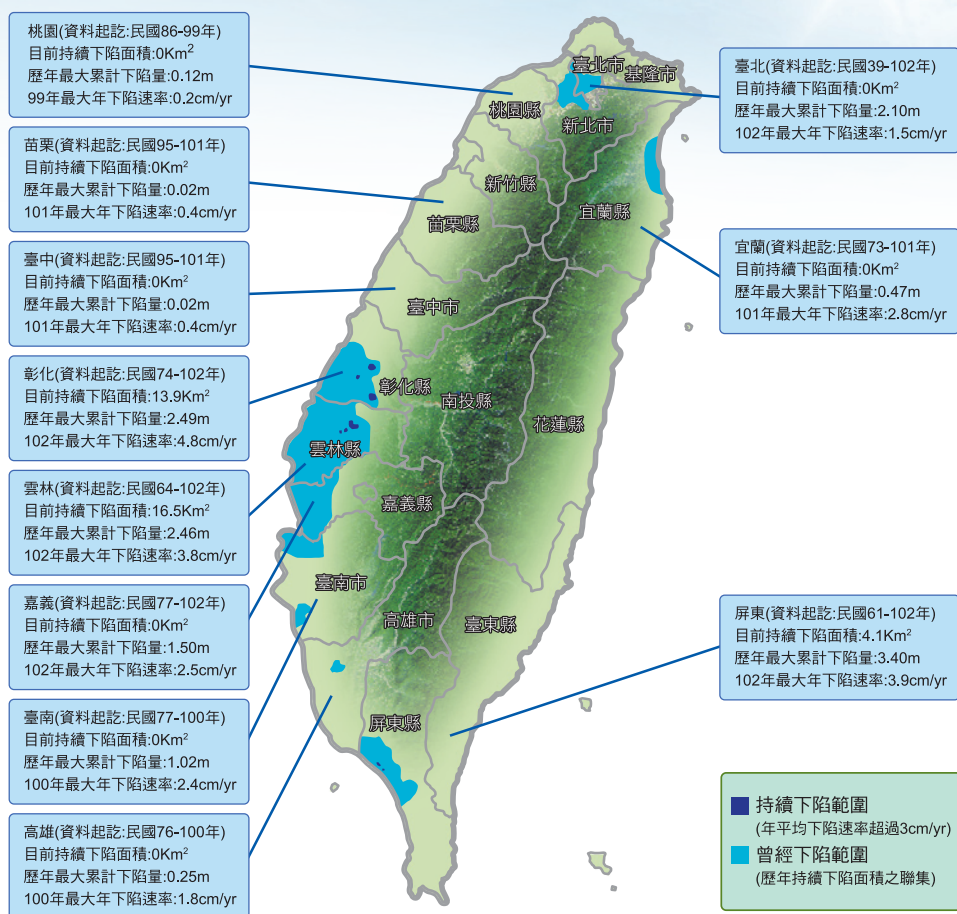 桃園(資料起訖:民國86-99年)
目前持續下陷面積:0Km²
歷年最大累計下陷量:0.12m
99年最大年下陷速率:0.2cm/yr
苗栗(資料起訖:民國95-101年)
目前持續下陷面積:0Km²
歷年最大累計下陷量:0.02m
101年最大年下陷速率:0.4cm/yr
臺中(資料起訖:民國95-101年)
目前持續下陷面積:0Km²
歷年最大累計下陷量:0.02m
101年最大年下陷速率:0.4cm/yr
彰化(資料起訖:民國74-102年)
目前持續下陷面積:13.9Km²
歷年最大累計下陷量:2.49m
102年最大年下陷速率:4.8cm/yr
雲林(資料起訖:民國64-102年)
目前持續下陷面積:16.5Km²
歷年最大累計下陷量:2.46m
102年最大年下陷速率:3.8cm/yr
嘉義(資料起訖:民國77-102年)
目前持續下陷面積:0Km²
歷年最大累計下陷量:1.50m
102年最大年下陷速率:2.5cm/yr
臺南(資料起訖:民國77-100年)
目前持續下陷面積:0Km²
歷年最大累計下陷量:1.02m
100年最大年下陷速率:2.4cm/yr
高雄(資料起訖:民國76-100年)
目前持續下陷面積:0Km²
歷年最大累計下陷量:0.25m
100年最大年下陷速率:1.8cm/yr
臺北市
基隆市
桃園縣
新北市
新竹縣
宜蘭縣
苗栗縣
臺中市
彰化縣
南投縣
花蓮縣
雲林縣
嘉義縣
臺南市
高雄市
臺東縣
屏東縣
臺北(資料起訖:民國39-102年)
目前持續下陷面積:0Km²
歷年最大累計下陷量:2.10m
102年最大年下陷速率:1.5cm/yr
宜蘭(資料起訖:民國73-101年)
目前持續下陷面積:0Km²
歷年最大累計下陷量:0.47m
101年最大年下陷速率:2.8cm/yr
屏東(資料起訖:民國61-102年)
目前持續下陷面積:4.1Km²
歷年最大累計下陷量:3.40m
102年最大年下陷速率:3.9cm/yr
持續下陷範圍
(年平均下陷速率超過3cm/yr)
曾經下陷範圍
(歷年持續下陷面積之聯集)